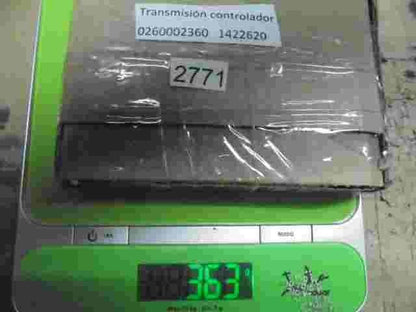 Transmisión controlador
0260002360 1422620
2771
363